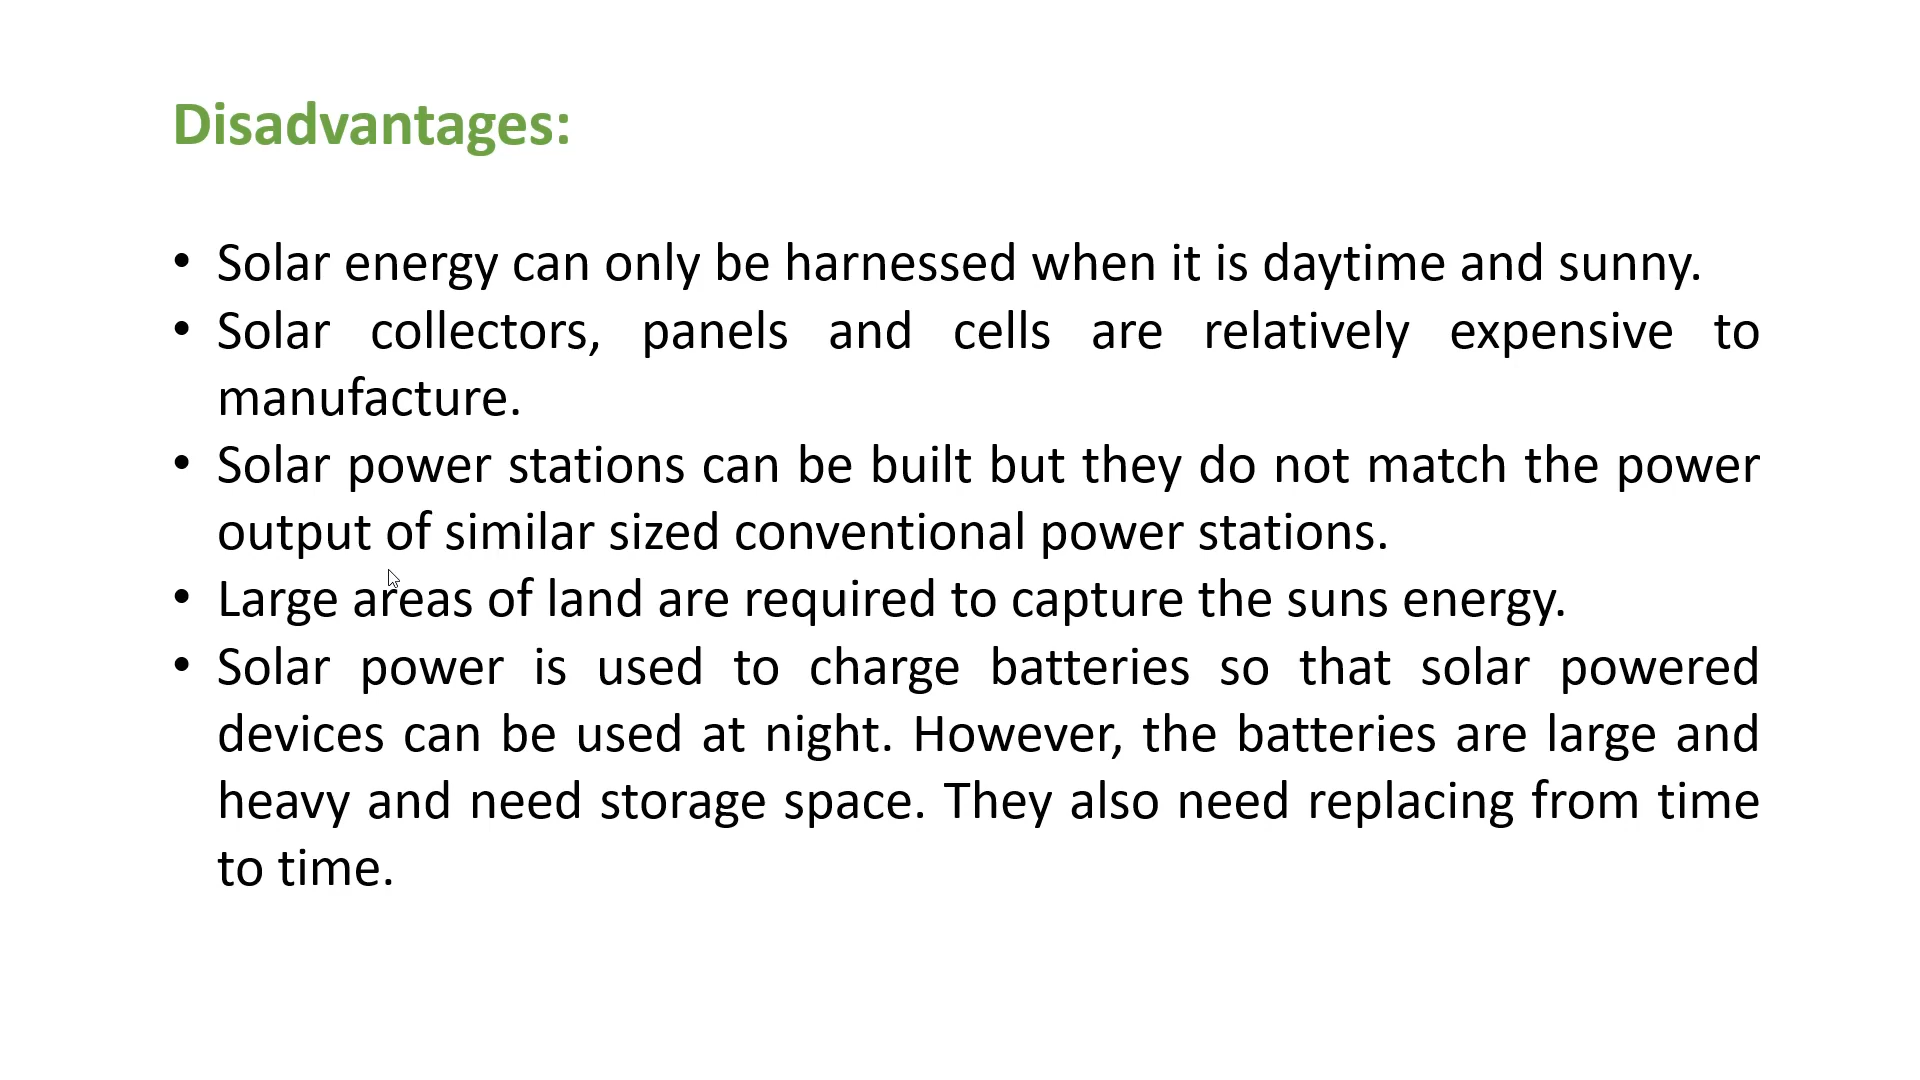 Disadvantages:
• Solar energy can only be harnessed when it is daytime and sunny.
• Solar collectors, panels and cells are relatively expensive to
manufacture.
• Solar power stations can be built but they do not match the power
output of similar sized conventional power stations.
• Large areas of land are required to capture the suns energy.
• Solar power is used to charge batteries so that solar powered
devices can be used at night. However, the batteries are large and
heavy and need storage space. They also need replacing from time
to time.